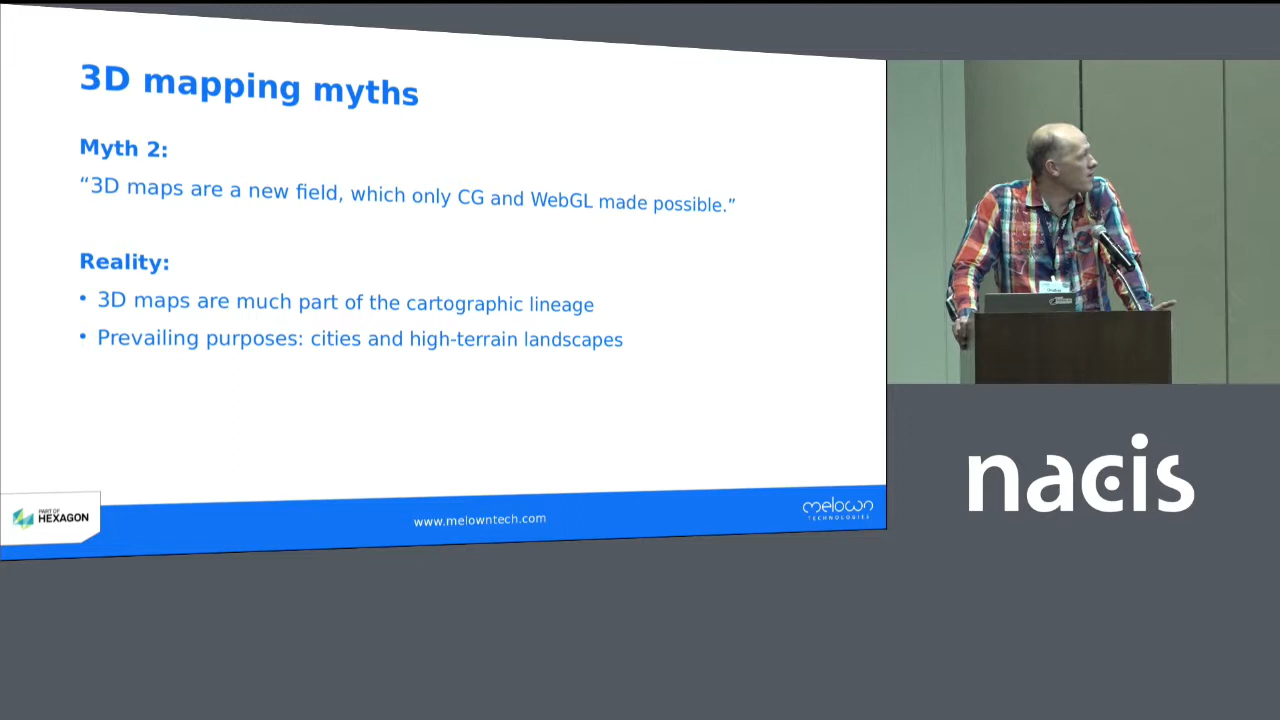 3D mapping myths
Myth 2:
“3D maps are a new field, which only CG and WebGL made possible.”
Reality:
• 3D maps are much part of the cartographic lineage
• Prevailing purposes: cities and high-terrain landscapes
PART OF
HEXAGON
www.melowntech.com
melown
TECHNOLOGIES
nacis